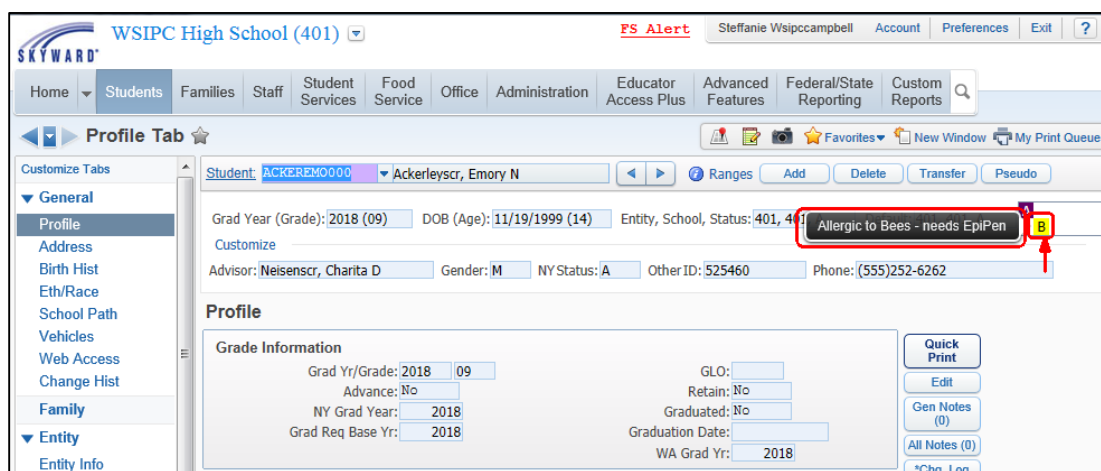 SKYWARD
WSIPC High School (401)
FS Alert
Steffanie Wsipccampbell Account Preferences Exit ?
Home Students Families Staff Student Services Food Service Office Administration Educator Access Plus Advanced Features Federal/State Reporting Custom Reports
Profile Tab
Favorites New Window My Print Queue
Customize Tabs
General
Profile
Address
Birth Hist
Eth/Race
School Path
Vehicles
Web Access
Change Hist
Family
Entity
Entity Info
Student: ACKEREMO000 Ackerleyscr, Emory N Ranges Add Delete Transfer Pseudo
Grad Year (Grade): 2018 (09) DOB (Age): 11/19/1999 (14) Entity, School, Status: 401, 401
A
Allergic to Bees - needs EpiPen B
Customize
Advisor: Neisenscr, Charita D Gender: M NY Status: A Other ID: 525460 Phone: (555)252-6262
Profile
Grade Information
Grad Yr/Grade: 2018 09 GLO:
Advance: No Retain: No
NY Grad Year: 2018 Graduated: No
Grad Req Base Yr: 2018 Graduation Date:
WA Grad Yr: 2018
Quick Print
Edit
Gen Notes (0)
All Notes (0)
*Chg. Log